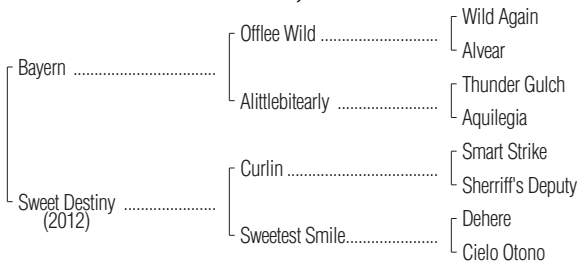 Wild Again
Offlee Wild ......................
Alvear
Bayern ...................................
Thunder Gulch
Alittlebitearly ...................
Aquilegia
Smart Strike
Curlin ................................
Sherriff's Deputy
Sweet Destiny ......................
(2012)
Dehere
Sweetest Smile...................
Cielo Otono